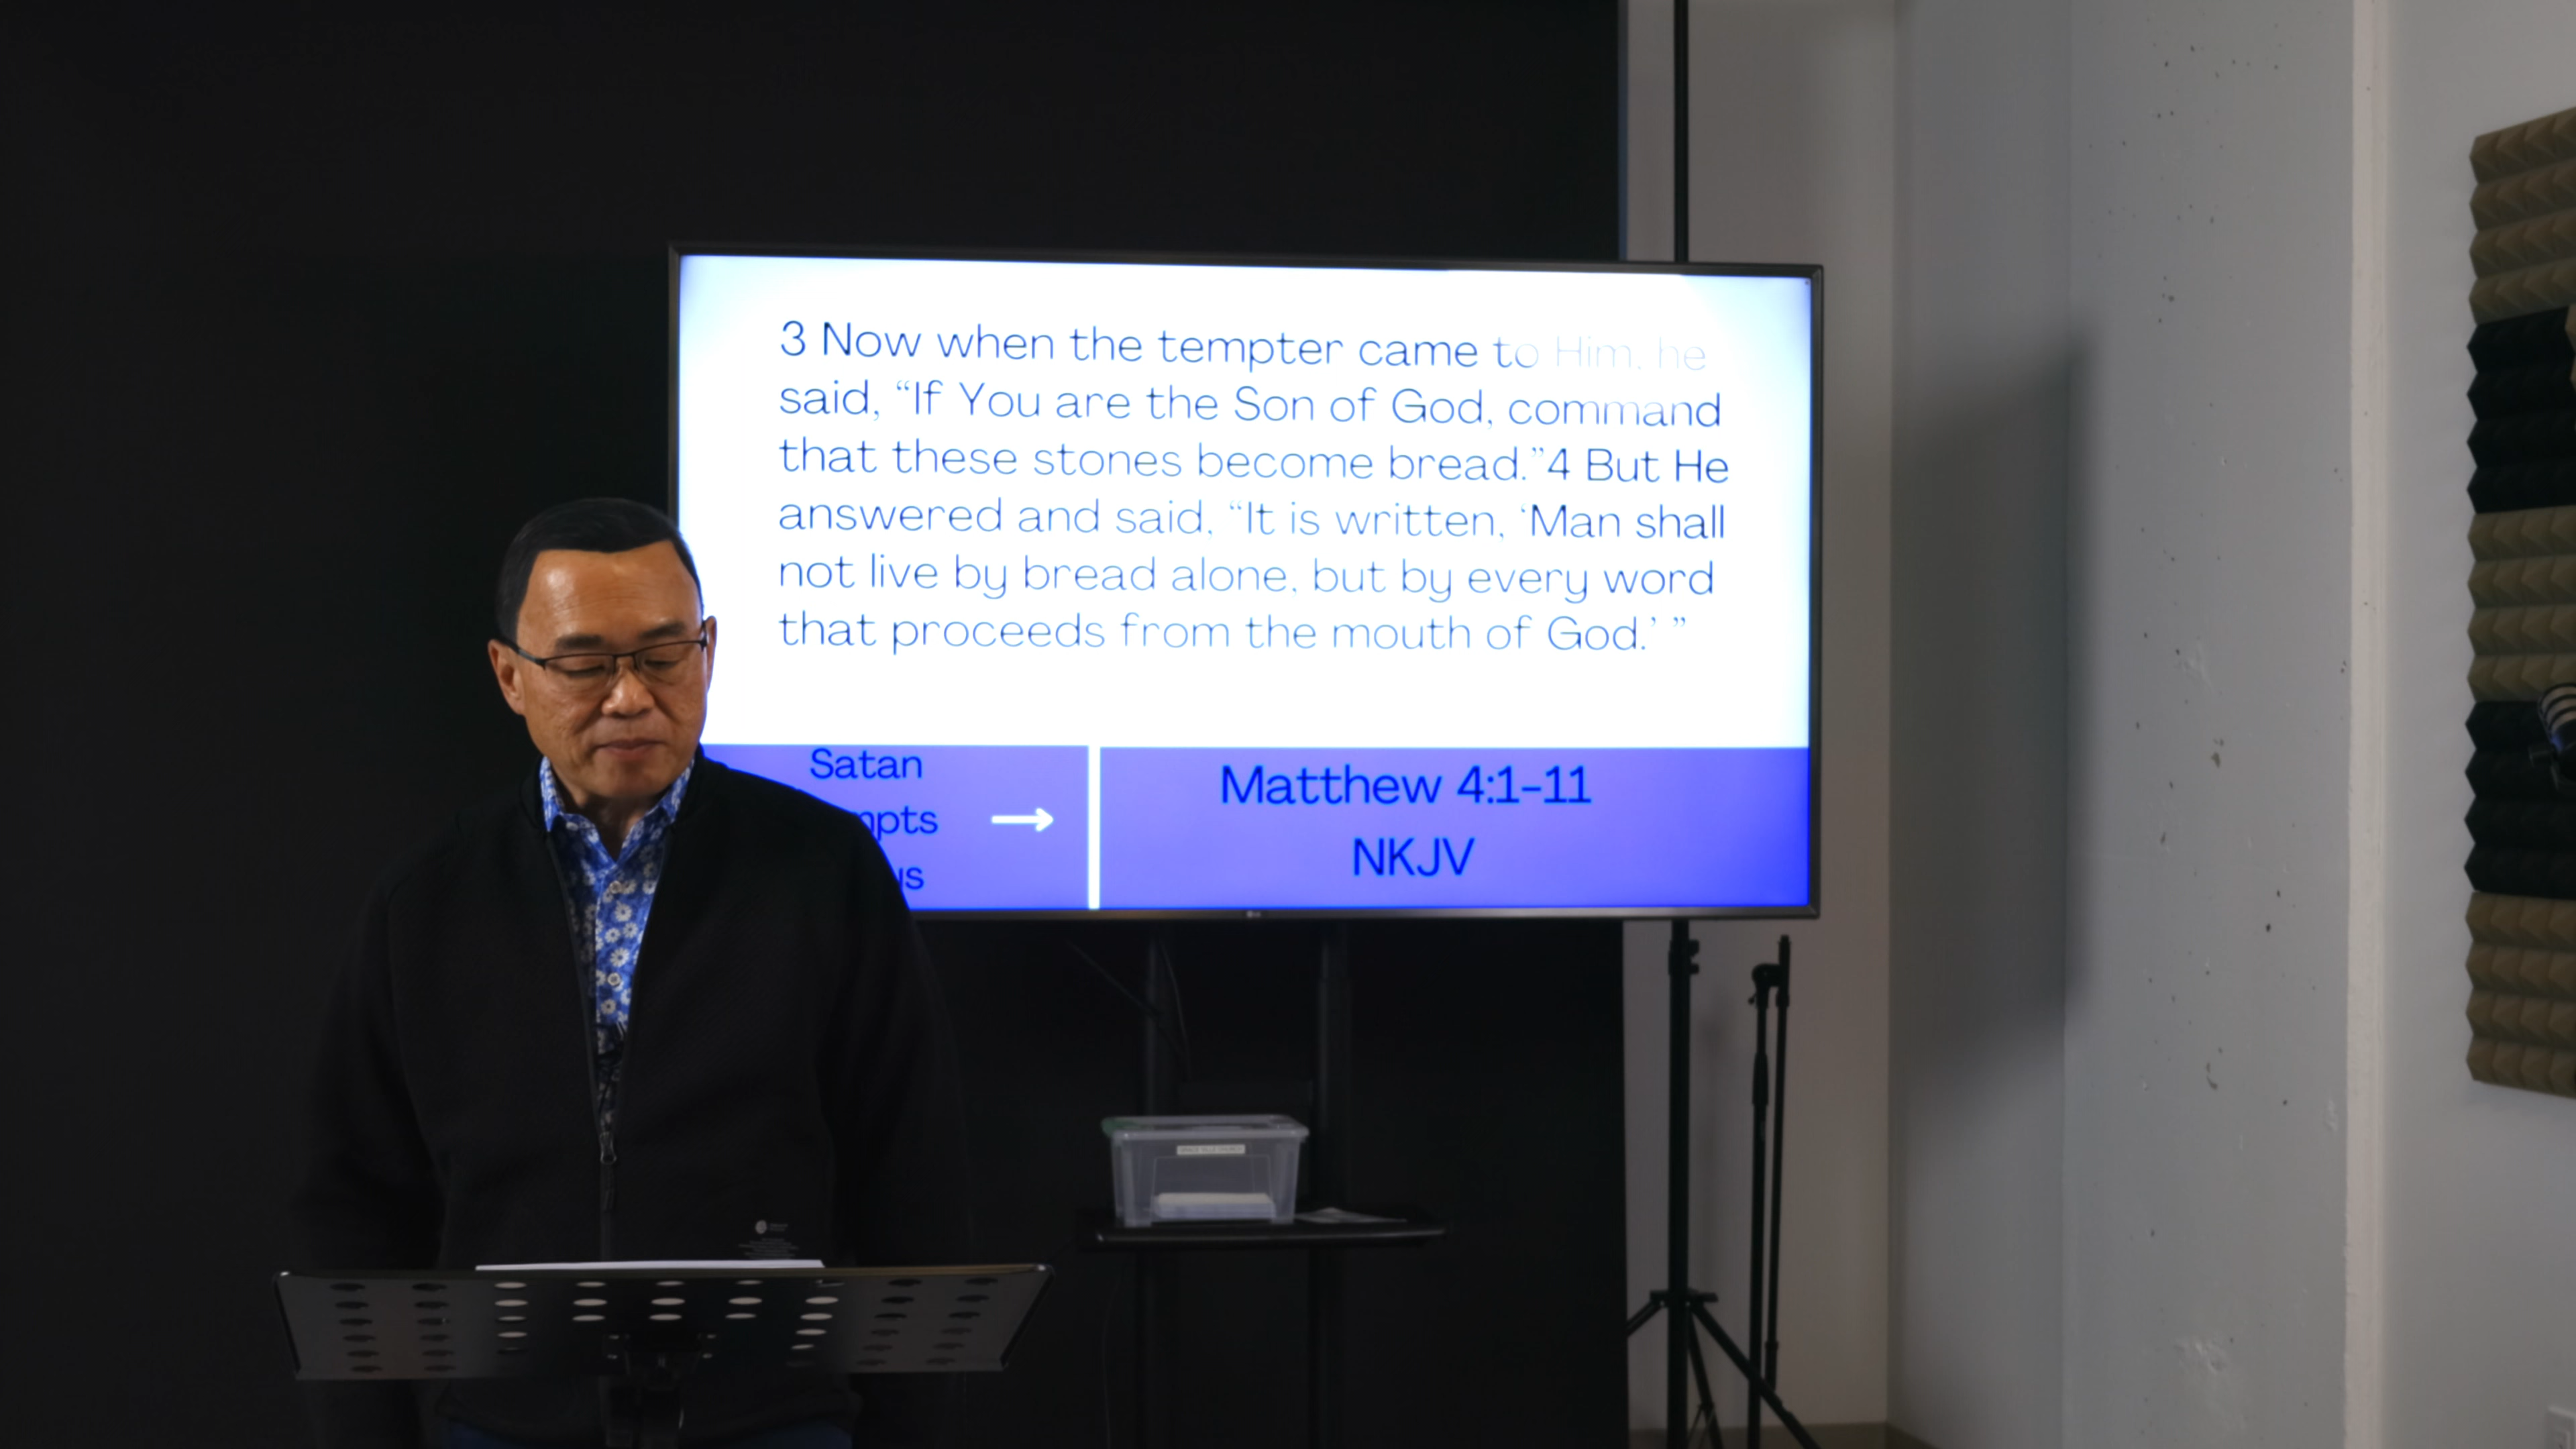 3 Now when the tempter came to Him, he
said, “If You are the Son of God, command
that these stones become bread.”4 But He
answered and said, “It is written, ‘Man shall
not live by bread alone, but by every word
that proceeds from the mouth of God.’ ”
Satan
mpts
us
Matthew 4:1–11
NKJV